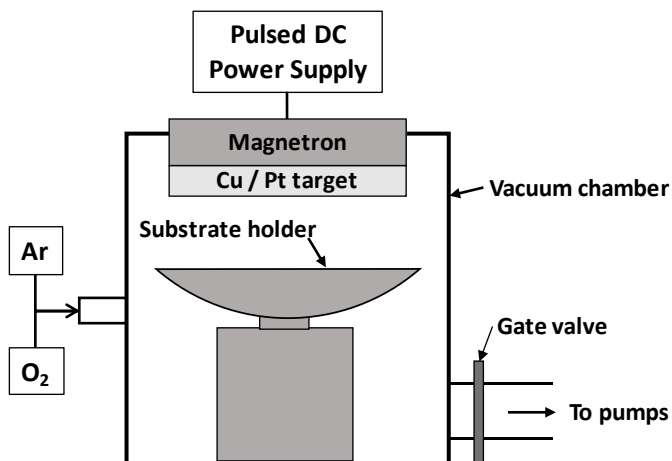 Pulsed DC
Power Supply
Magnetron
Cu / Pt target
Vacuum chamber
Substrate holder
Ar
Gate valve
O₂
To pumps